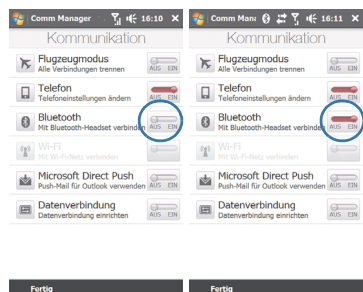 Comm Manager 16:10
Kommunikation
Flugzeugmodus
Alle Verbindungen trennen
AUS EIN
Telefon
Telefoneinstellungen ändern
AUS EIN
Bluetooth
Mit Bluetooth-Headset verbinden
AUS EIN
Wi-Fi
Mit Wi-Fi-Netz verbinden
Microsoft Direct Push
Push-Mail für Outlook verwenden
AUS EIN
Datenverbindung
Datenverbindung einrichten
AUS EIN
Fertig
Comm Man 16:11
Kommunikation
Flugzeugmodus
Alle Verbindungen trennen
AUS EIN
Telefon
Telefoneinstellungen ändern
AUS EIN
Bluetooth
Mit Bluetooth-Headset verbinden
AUS EIN
Wi-Fi
Mit Wi-Fi-Netz verbinden
Microsoft Direct Push
Push-Mail für Outlook verwenden
AUS EIN
Datenverbindung
Datenverbindung einrichten
AUS EIN
Fertig